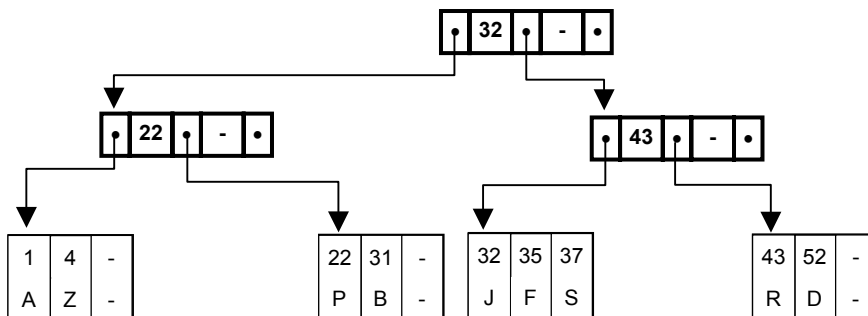 32 -
22 -
43 -
1 4 -
A Z -
22 31 -
P B -
32 35 37
J F S
43 52 -
R D -